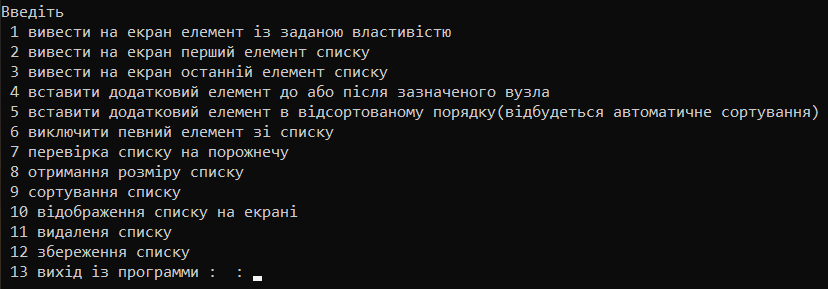 Введіть
1 вивести на екран елемент із заданою властивістю
2 вивести на екран перший елемент списку
3 вивести на екран останній елемент списку
4 вставити додатковий елемент до або після зазначеного вузла
5 вставити додатковий елемент в відсортованому порядку(відбудеться автоматичне сортування)
6 виключити певний елемент зі списку
7 перевірка списку на порожнечу
8 отримання розміру списку
9 сортування списку
10 відображення списку на екрані
11 видаленя списку
12 збереження списку
13 вихід із программи :  :